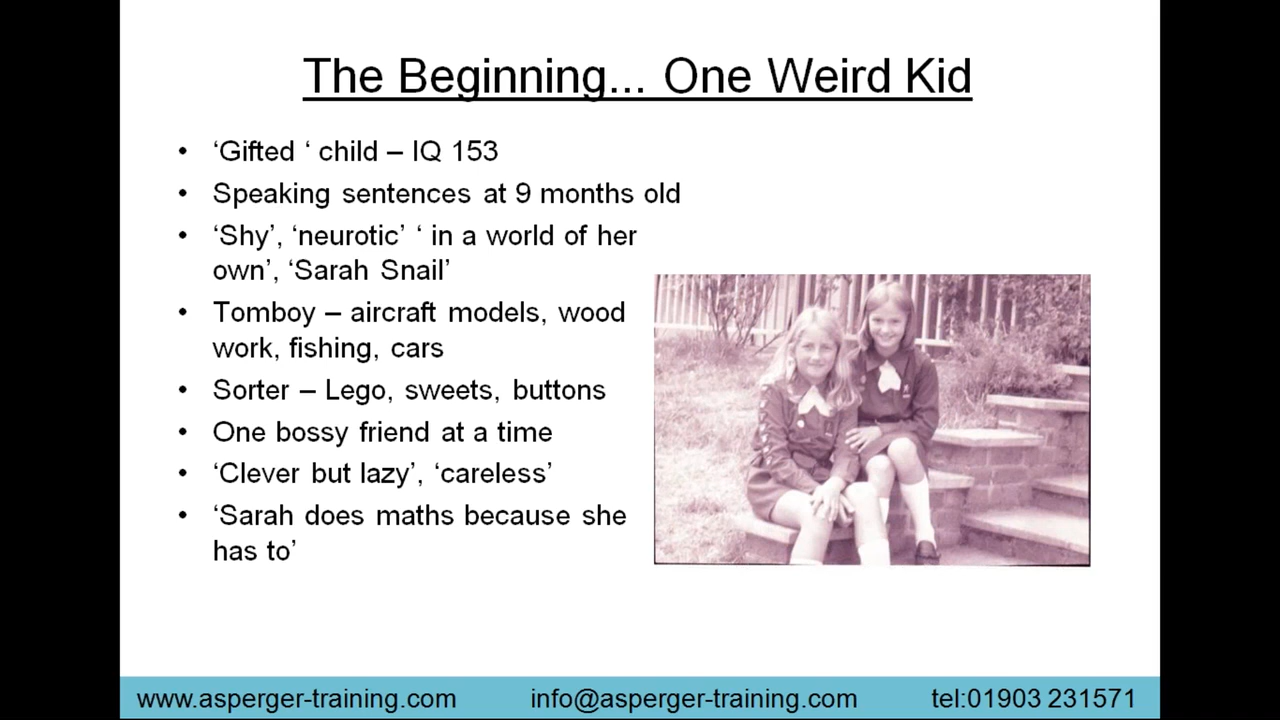 The Beginning... One Weird Kid
• ‘Gifted ‘ child – IQ 153
• Speaking sentences at 9 months old
• ‘Shy’, ‘neurotic’ ‘ in a world of her
own’, ‘Sarah Snail’
• Tomboy – aircraft models, wood
work, fishing, cars
• Sorter – Lego, sweets, buttons
• One bossy friend at a time
• ‘Clever but lazy’, ‘careless’
• ‘Sarah does maths because she
has to’
www.asperger-training.com info@asperger-training.com tel:01903 231571